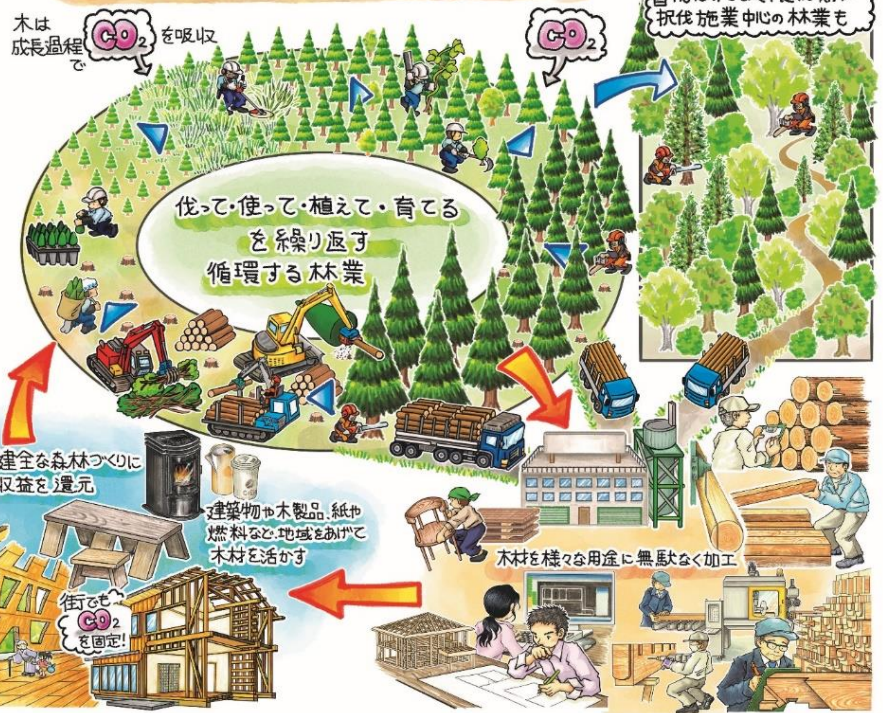 木は
成長過程
で
CO2
を吸収
CO2
択伐施業中心の林業も
伐って・使って・植えて・育てる
を繰り返す
循環する林業
建全な森林づくりに
収益を還元
建築物や木製品、紙や
燃料など、地域をあげて
木材を活かす
木材を様々な用途に無駄なく加工
街でも
CO2
を固定!